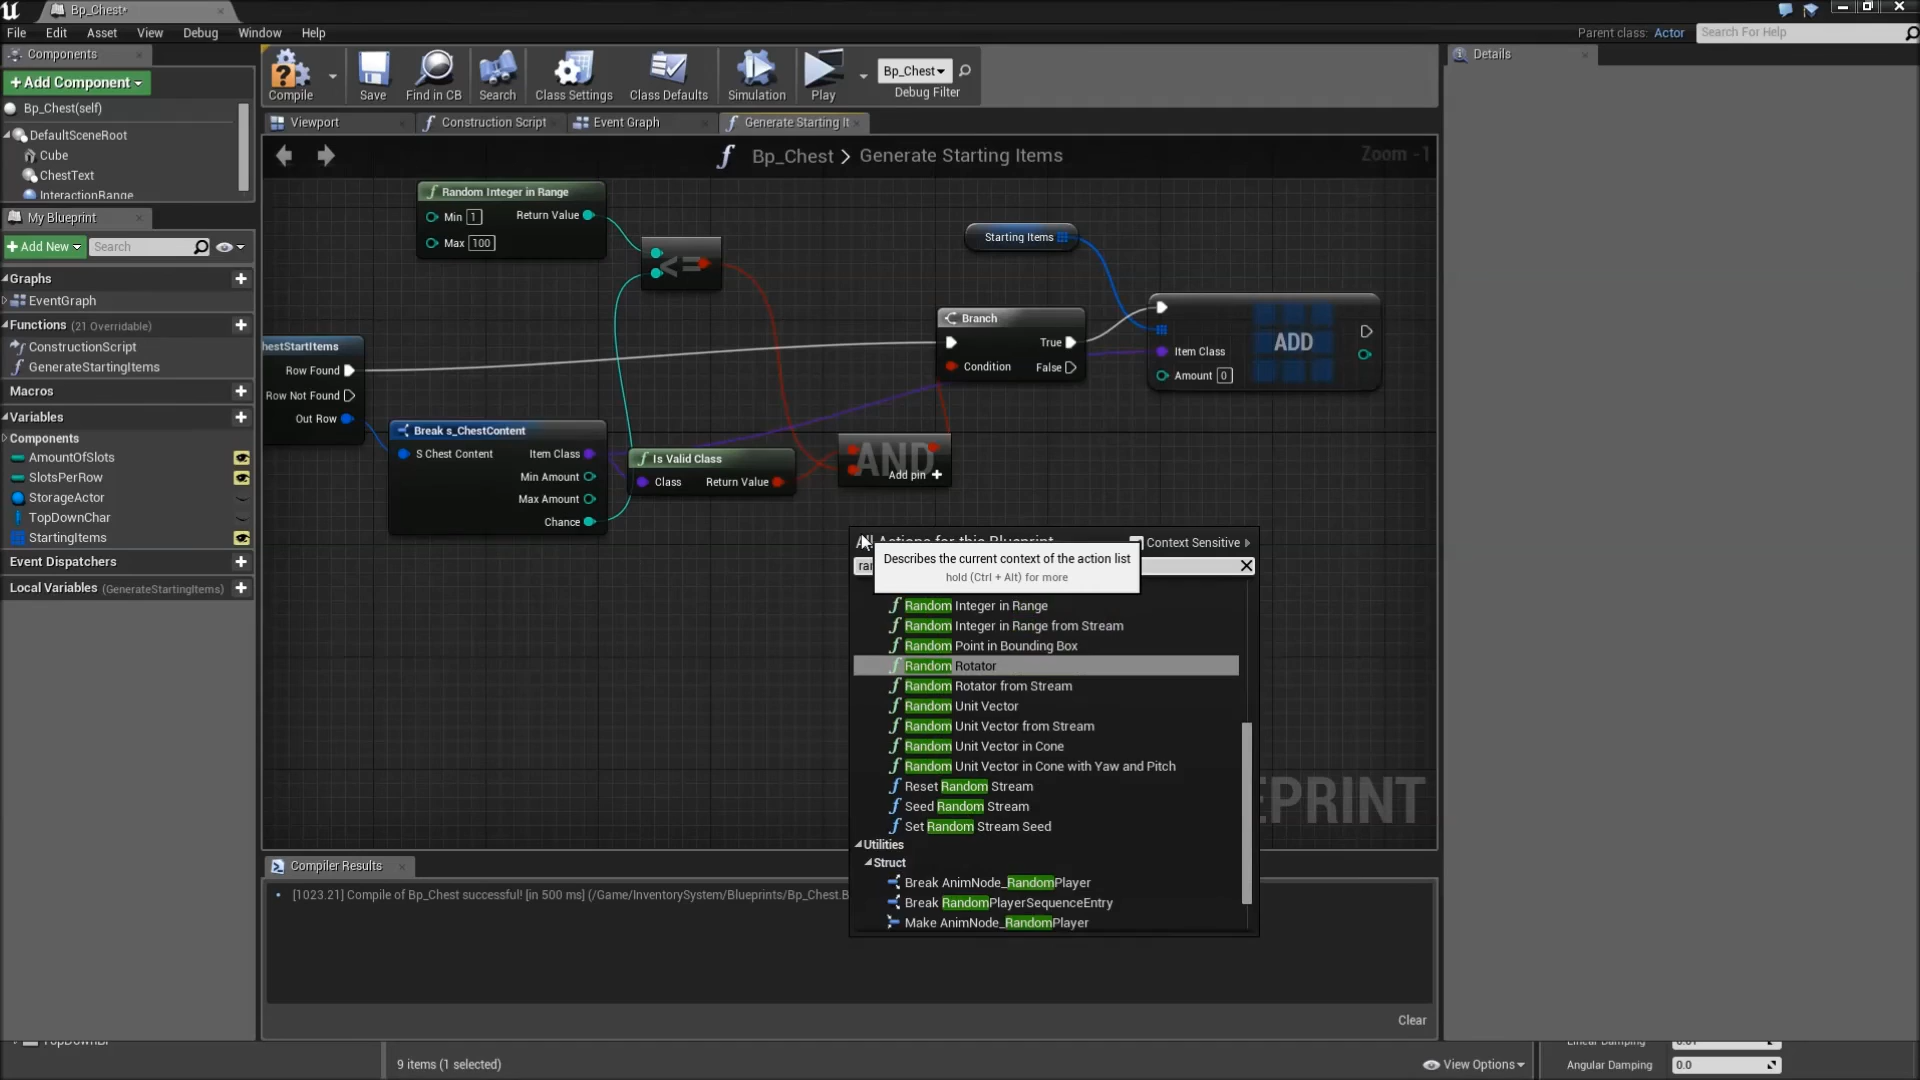 Bp_Chest*
File Edit Asset View Debug Window Help
Parent class: Actor
Search For Help
Components
+Add Component
Bp_Chest(self)
DefaultSceneRoot
Cube
ChestText
InteractionRange
My Blueprint
+Add New
Search
Graphs
EventGraph
Functions (21 Overridable)
ConstructionScript
GenerateStartingItems
Macros
Variables
Components
AmountOfSlots
SlotsPerRow
StorageActor
TopDownChar
StartingItems
Event Dispatchers
Local Variables (GenerateStartingItems)
Compile
Save
Find in CB
Search
Class Settings
Class Defaults
Simulation
Play
Bp_Chest
Debug Filter
Details
Viewport
Construction Script
Event Graph
Generate Starting It
Bp_Chest > Generate Starting Items
Zoom -1
Random Integer in Range
Min 1
Return Value
Max 100
<=
Starting Items
hestStartItems
Row Found
Row Not Found
Out Row
Branch
True
Condition
False
ADD
Item Class
Amount 0
Break s_ChestContent
S Chest Content
Item Class
Min Amount
Max Amount
Chance
Is Valid Class
Class
Return Value
AND
Add pin +
All Actions for this Blueprint
Context Sensitive
Describes the current context of the action list
hold (Ctrl + Alt) for more
Random Integer in Range
Random Integer in Range from Stream
Random Point in Bounding Box
Random Rotator
Random Rotator from Stream
Random Unit Vector
Random Unit Vector from Stream
Random Unit Vector in Cone
Random Unit Vector in Cone with Yaw and Pitch
Reset Random Stream
Seed Random Stream
Set Random Stream Seed
Utilities
Struct
Break AnimNode_RandomPlayer
Break RandomPlayerSequenceEntry
Make AnimNode_RandomPlayer
EPRINT
Compiler Results
[1023.21] Compile of Bp_Chest successful! [in 500 ms] (/Game/InventorySystem/Blueprints/Bp_Chest.B
Clear
9 items (1 selected)
View Options
Angular Damping
0.0